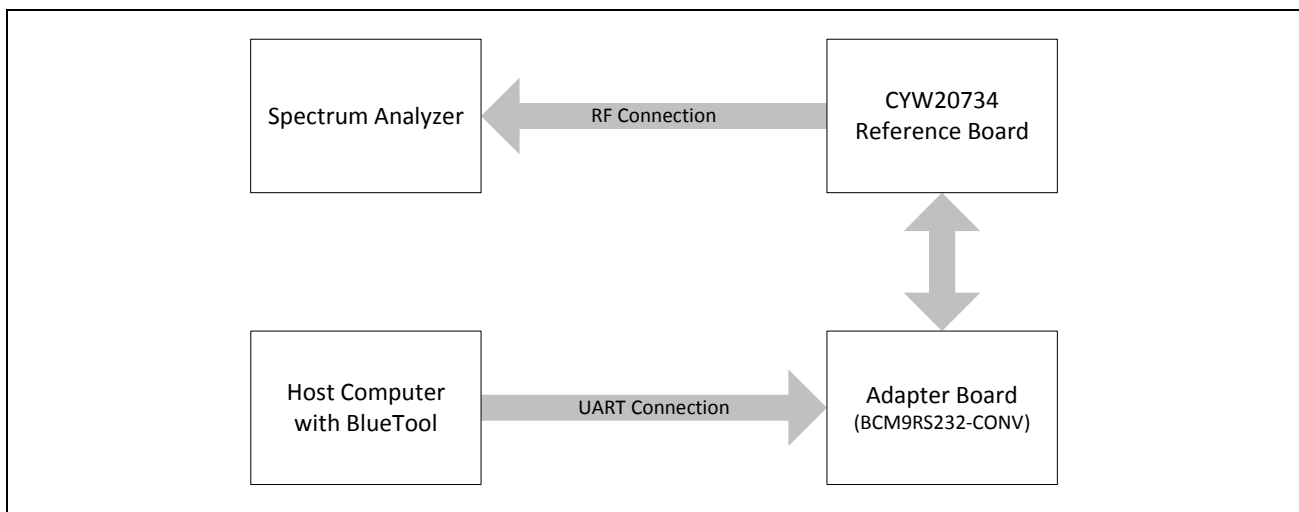 Spectrum Analyzer
RF Connection
CYW20734
Reference Board
Host Computer
with BlueTool
UART Connection
Adapter Board
(BCM9RS232-CONV)